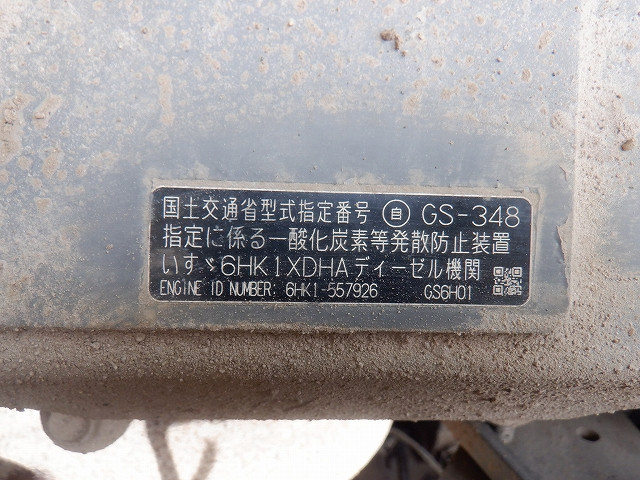 国土交通省型式指定番号 自 GS-348
指定に係る一酸化炭素等発散防止装置
いすゞ6HK1XDHAディーゼル機関
ENGINE ID NUMBER: 6HK1-557926 GS6H01